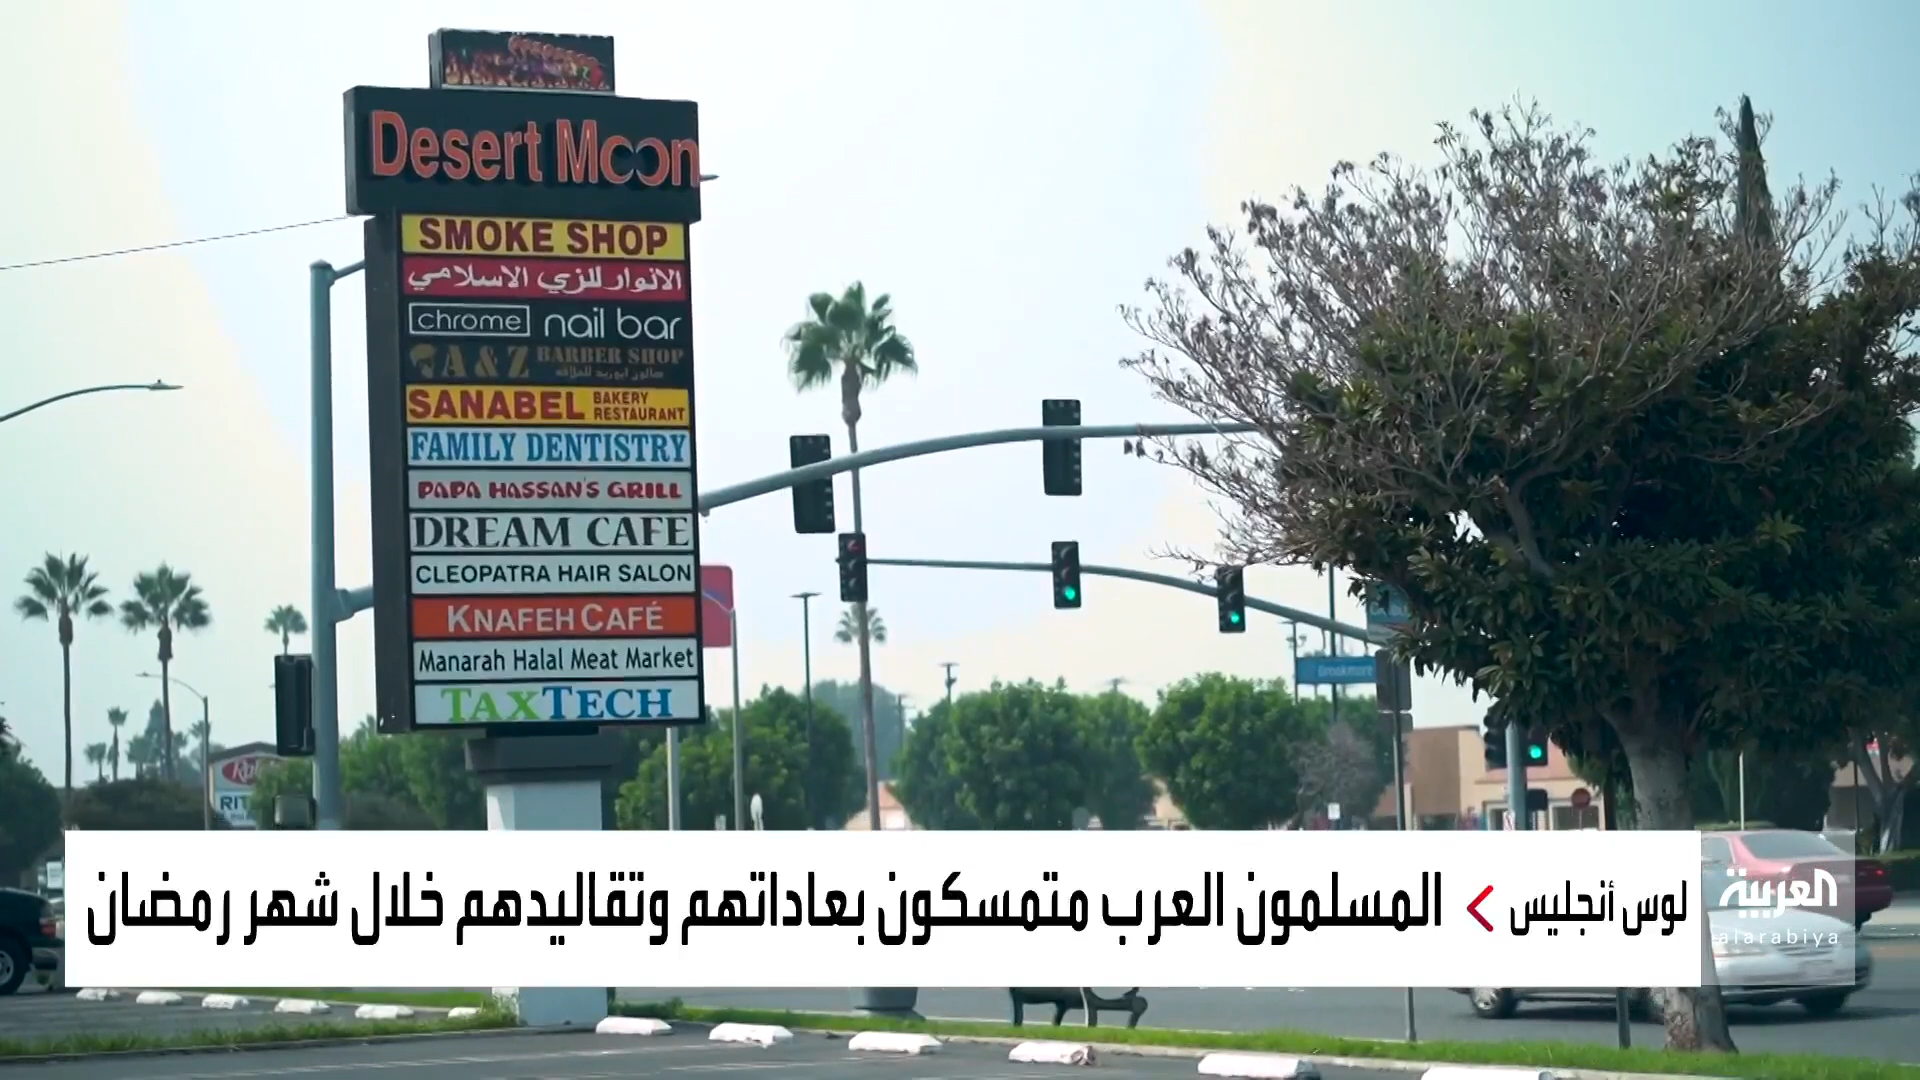 Desert Moon
SMOKE SHOP
الانوار للزي الاسلامي
chrome nail bar
A & Z BARBER SHOP
SANABEL BAKERY RESTAURANT
FAMILY DENTISTRY
PAPA HASSAN'S GRILL
DREAM CAFE
CLEOPATRA HAIR SALON
KNAFEH CAFÉ
Manarah Halal Meat Market
TAXTECH
Brookmore
لوس أنجليس > المسلمون العرب متمسكون بعاداتهم وتقاليدهم خلال شهر رمضان
العربية
alarabiya